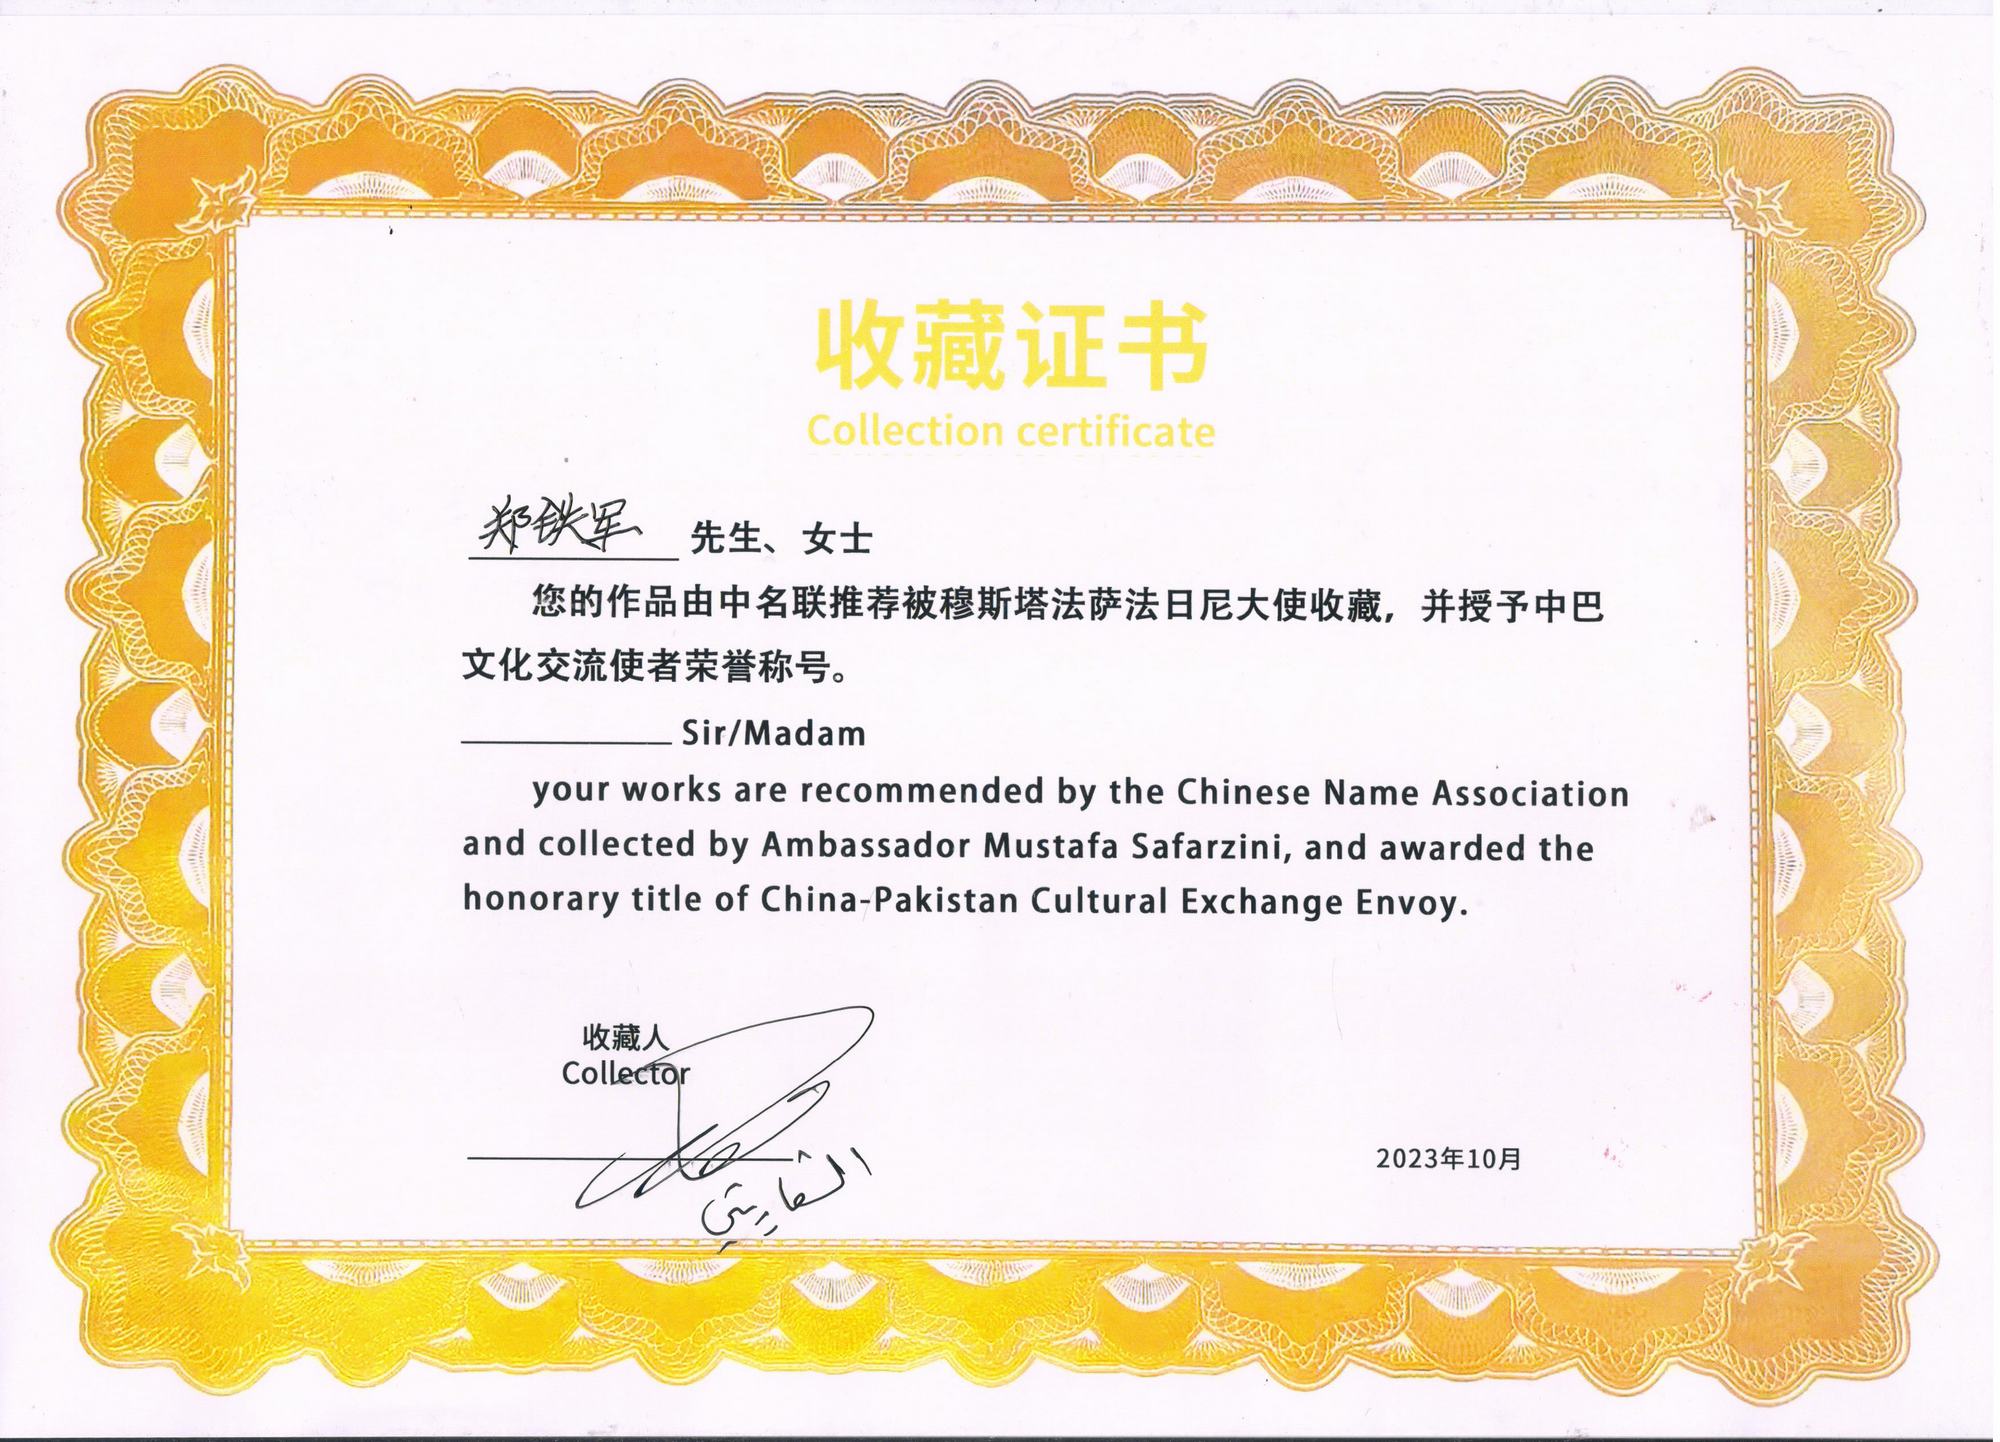 收藏证书
Collection certificate
郑铁军 先生、女士
您的作品由中名联推荐被穆斯塔法萨法日尼大使收藏，并授予中巴
文化交流使者荣誉称号。
Sir/Madam
your works are recommended by the Chinese Name Association
and collected by Ambassador Mustafa Safarzini, and awarded the
honorary title of China-Pakistan Cultural Exchange Envoy.
收藏人
Collector
2023年10月